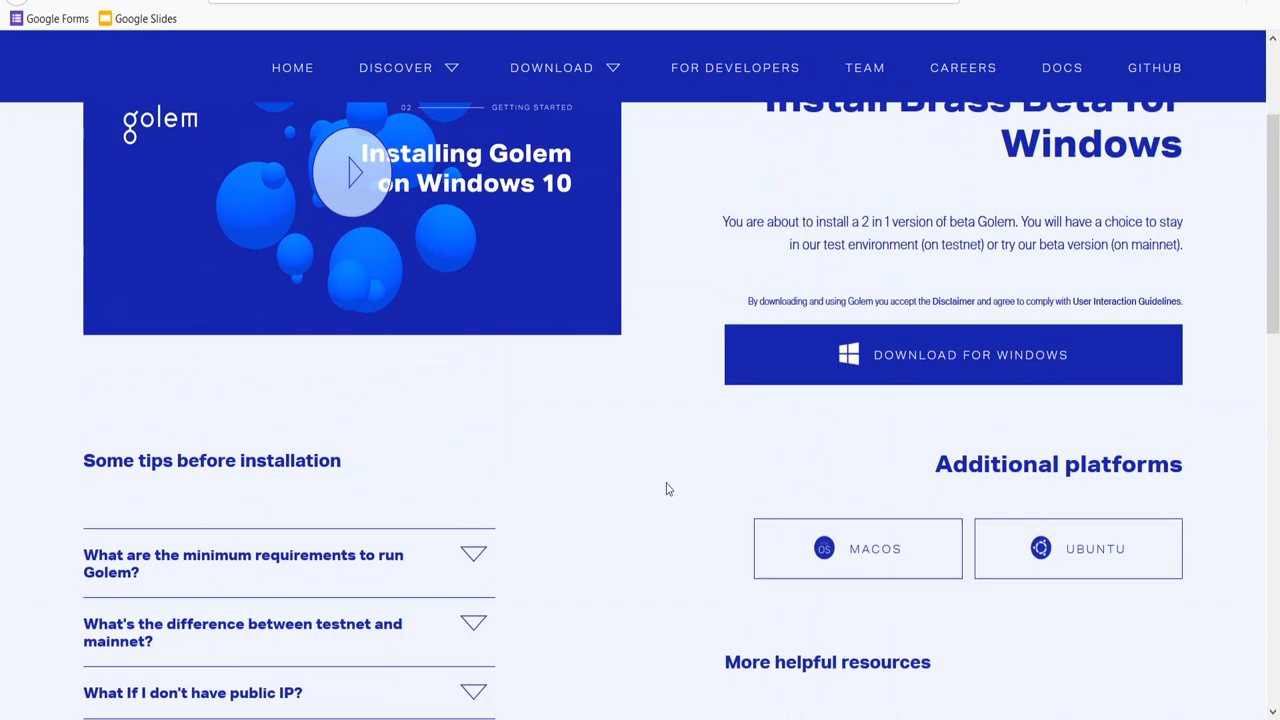 Google Forms
Google Slides
HOME
DISCOVER
DOWNLOAD
FOR DEVELOPERS
TEAM
CAREERS
DOCS
GITHUB
golem
02
GETTING STARTED
Installing Golem
on Windows 10
Install Brass Beta for
Windows
You are about to install a 2 in 1 version of beta Golem. You will have a choice to stay
in our test environment (on testnet) or try our beta version (on mainnet).
By downloading and using Golem you accept the Disclaimer and agree to comply with User Interaction Guidelines.
DOWNLOAD FOR WINDOWS
Some tips before installation
What are the minimum requirements to run
Golem?
What's the difference between testnet and
mainnet?
What If I don't have public IP?
Additional platforms
OS MACOS
UBUNTU
More helpful resources